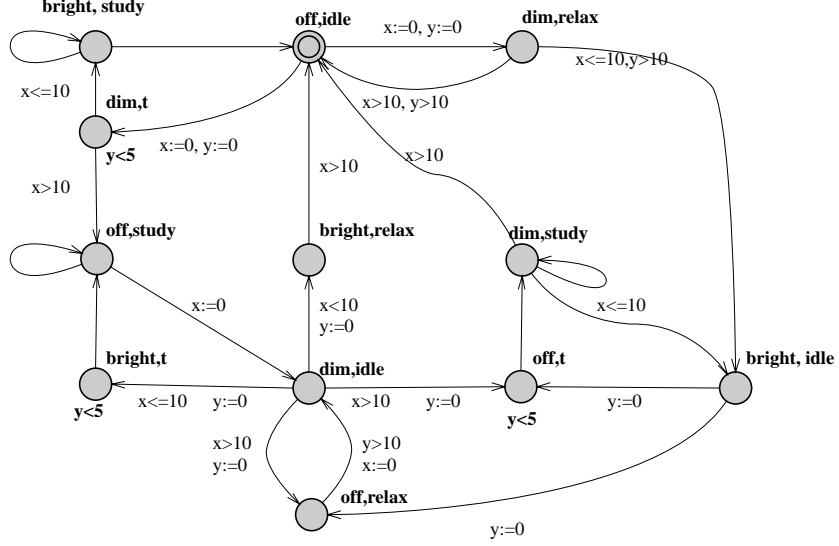 bright, study
off,idle
dim,relax
x:=0, y:=0
x<=10,y>10
x<=10
dim,t
x>10, y>10
x:=0, y:=0
y<5
x>10
x>10
x>10
off,study
bright,relax
dim,study
x:=0
x<10
y:=0
x<=10
bright,t
dim,idle
off,t
bright, idle
y<5
x<=10
y:=0
x>10
y:=0
y<5
y:=0
x>10
y:=0
y>10
x:=0
off,relax
y:=0